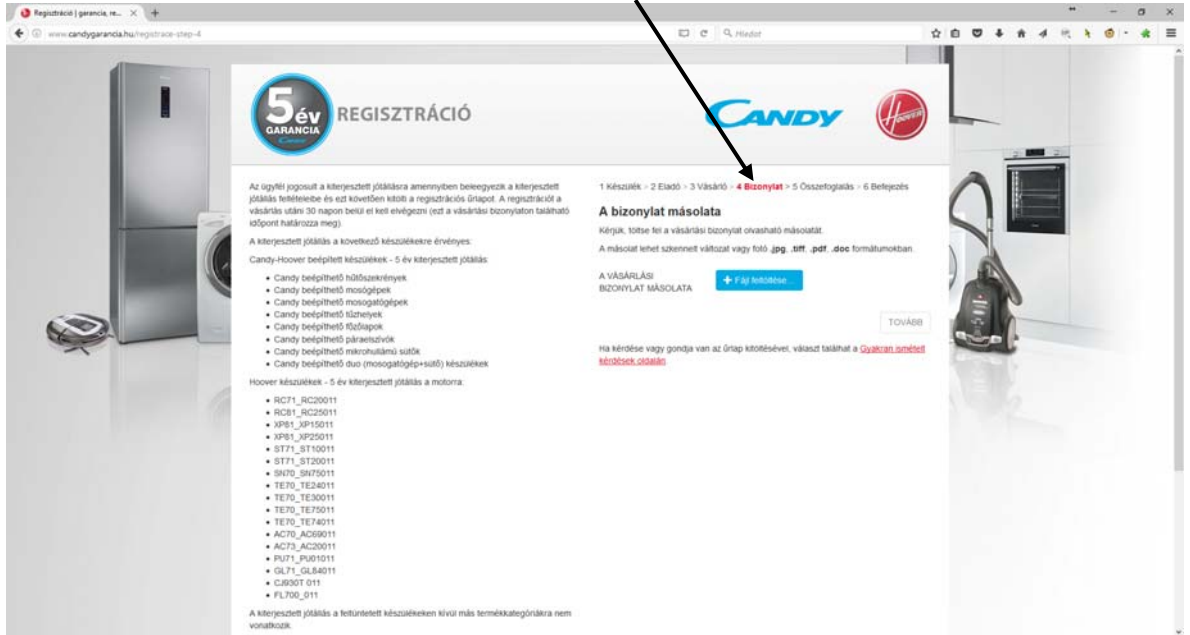 Regisztráció | garancia, re...
www.candygarancia.hu/registrace-step-4
Hledat
5 év
GARANCIA
Candy
REGISZTRÁCIÓ
CANDY
Hoover
Az ügyfél jogosult a kiterjesztett jótállásra amennyiben beleegyezik a kiterjesztett
jótállás feltételeibe és ezt követően kitölti a regisztrációs űrlapot. A regisztrációt a
vásárlás utáni 30 napon belül el kell elvégezni (ezt a vásárlási bizonylaton található
időpont határozza meg).
A kiterjesztett jótállás a következő készülékekre érvényes:
Candy-Hoover beépített készülékek - 5 év kiterjesztett jótállás:
• Candy beépíthető hűtőszekrények
• Candy beépíthető mosógépek
• Candy beépíthető mosogatógépek
• Candy beépíthető tűzhelyek
• Candy beépíthető főzőlapok
• Candy beépíthető páraelszívók
• Candy beépíthető mikrohullámú sütők
• Candy beépíthető duo (mosogatógép+sütő) készülékek
Hoover készülékek - 5 év kiterjesztett jótállás a motorra:
• RC71_RC20011
• RC81_RC25011
• XP81_XP15011
• XP81_XP25011
• ST71_ST10011
• ST71_ST20011
• SN70_SN75011
• TE70_TE24011
• TE70_TE30011
• TE70_TE75011
• TE70_TE74011
• AC70_AC69011
• AC73_AC20011
• PU71_PU01011
• GL71_GL84011
• CJ930T 011
• FL700_011
A kiterjesztett jótállás a feltüntetett készülékeken kívül más termékkategóriákra nem
vonatkozik.
1 Készülék > 2 Eladó > 3 Vásárló > 4 Bizonylat > 5 Összefoglalás > 6 Befejezés
A bizonylat másolata
Kérjük, töltse fel a vásárlási bizonylat olvasható másolatát.
A másolat lehet szkennelt változat vagy fotó .jpg, .tiff, .pdf, .doc formátumokban.
A VÁSÁRLÁSI
BIZONYLAT MÁSOLATA
+ Fájl feltöltése...
TOVÁBB
Ha kérdése vagy gondja van az űrlap kitöltésével, választ találhat a Gyakran ismételt
kérdések oldalán.